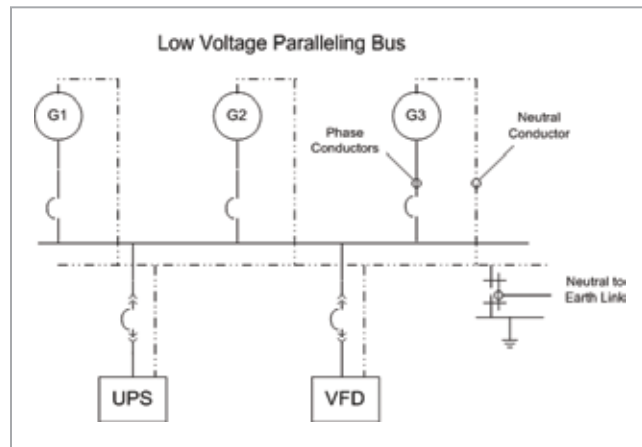 Low Voltage Paralleling Bus
G1
G2
G3
Phase
Conductors
Neutral
Conductor
Neutral to
Earth Link
UPS
VFD